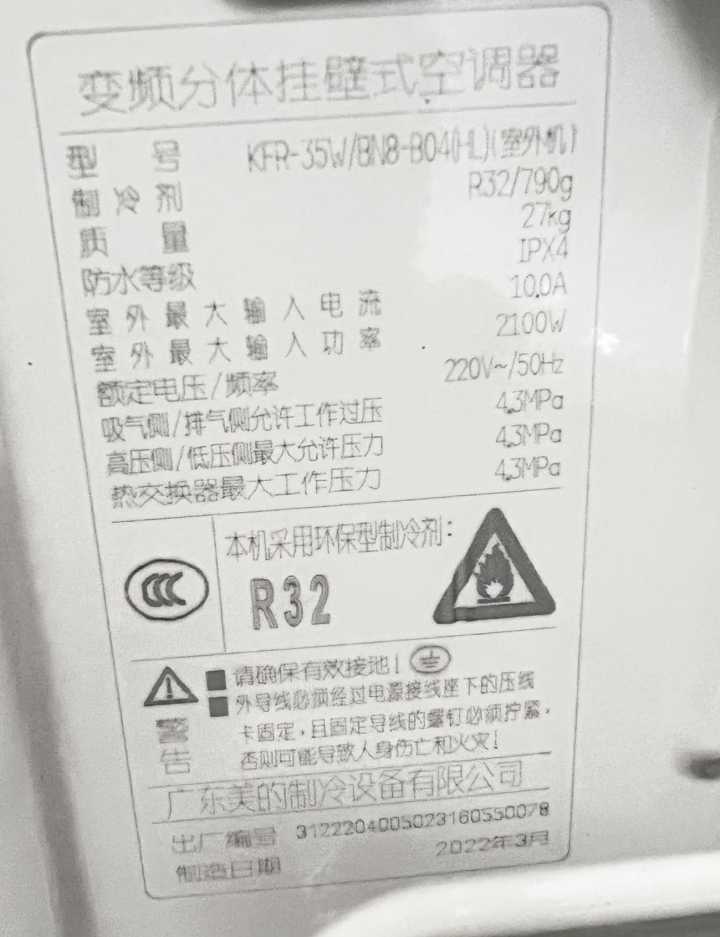 变频分体挂壁式空调器
型号 KFR-35W/BN8-B04(HL)(室外机)
制冷剂 R32/790g
质量 27kg
防水等级 IPX4
室外最大输入电流 10.0A
室外最大输入功率 2100W
额定电压/频率 220V~/50Hz
吸气侧/排气侧允许工作过压 4.3MPa
高压侧/低压侧最大允许压力 4.3MPa
热交换器最大工作压力 4.3MPa
本机采用环保型制冷剂:
R32
警告
请确保有效接地!
外导线必须经过电源接线座下的压线
卡固定,且固定导线的螺钉必须拧紧,
否则可能导致人身伤亡和火灾!
广东美的制冷设备有限公司
出厂编号 3122204005023160550078
制造日期 2022年3月